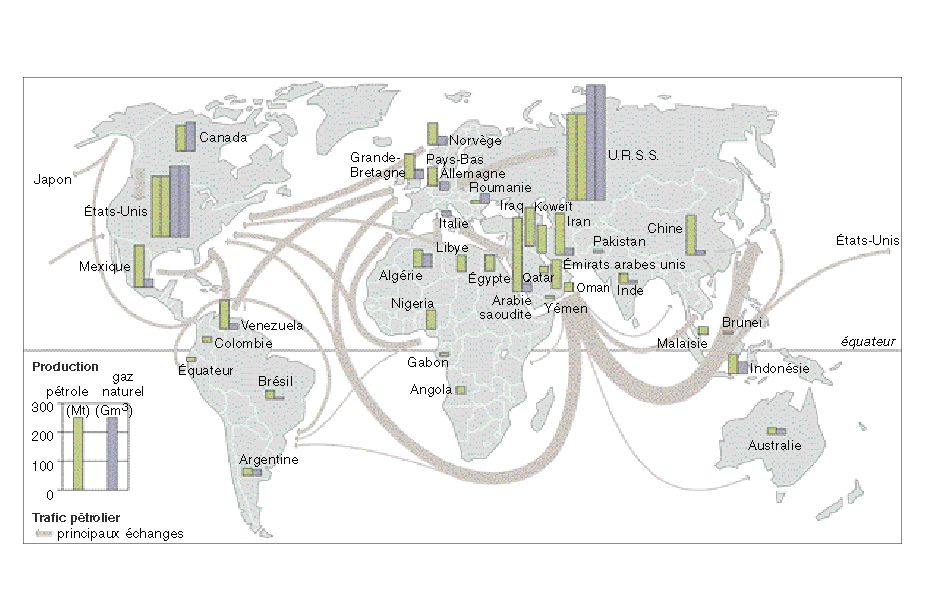 Canada
Norvège
Grande-
Bretagne
Pays-Bas
Allemagne
U.R.S.S.
Japon
Roumanie
États-Unis
Iraq
Koweit
Iran
Italie
Chine
Pakistan
États-Unis
Libye
Mexique
Algérie
Égypte
Qatar
Émirats arabes unis
Oman
Inde
Arabie
saoudite
Yémen
Nigeria
Venezuela
Brunei
Colombie
Malaisie
équateur
Gabon
Équateur
Indonésie
Brésil
Angola
Australie
Argentine
Production
pétrole
gaz
naturel
(Mt)
(Gm³)
300
200
100
0
Trafic pétrolier
principaux échanges